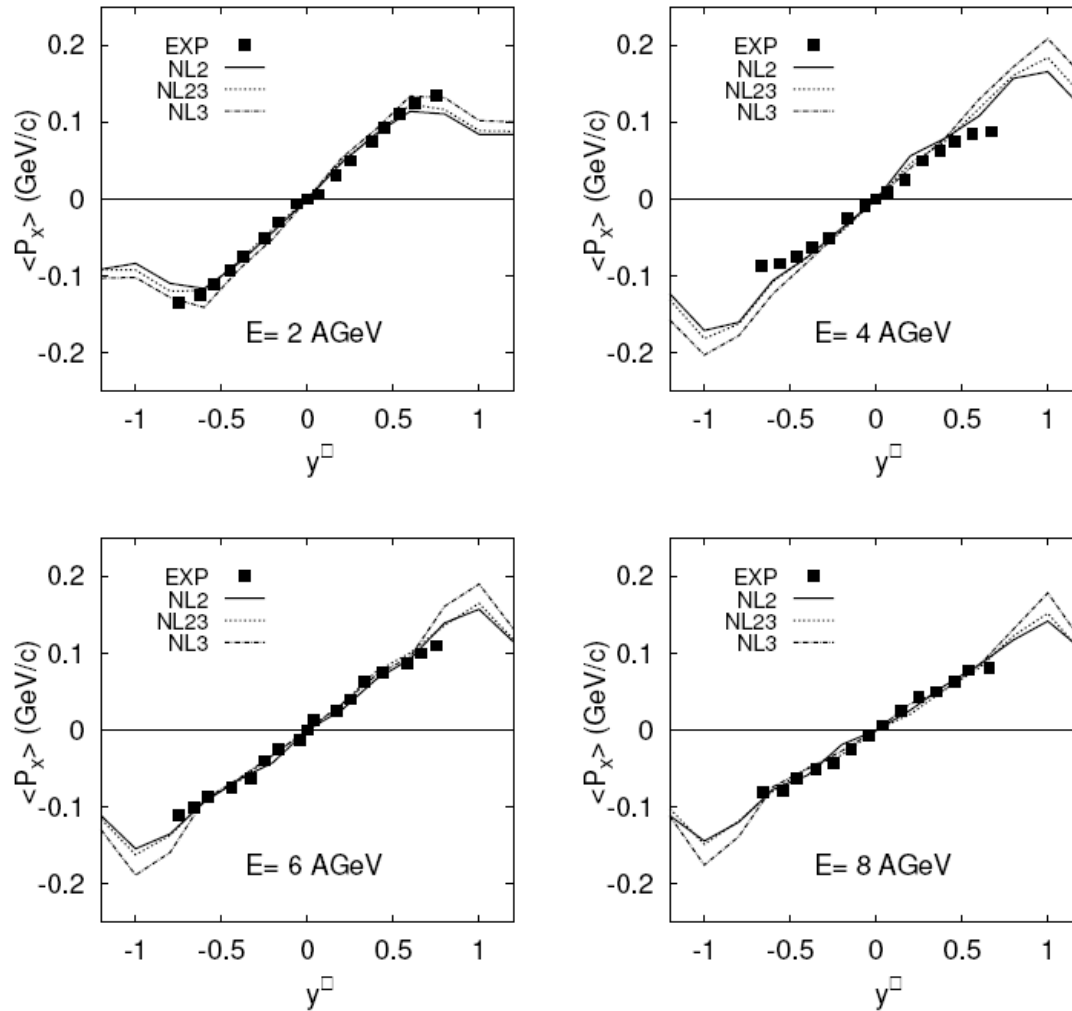 0.2
0.1
0
-0.1
-0.2
<P_x> (GeV/c)
EXP
NL2
NL23
NL3
E= 2 AGeV
-1 -0.5 0 0.5 1
y□
0.2
0.1
0
-0.1
-0.2
<P_x> (GeV/c)
EXP
NL2
NL23
NL3
E= 4 AGeV
-1 -0.5 0 0.5 1
y□
0.2
0.1
0
-0.1
-0.2
<P_x> (GeV/c)
EXP
NL2
NL23
NL3
E= 6 AGeV
-1 -0.5 0 0.5 1
y□
0.2
0.1
0
-0.1
-0.2
<P_x> (GeV/c)
EXP
NL2
NL23
NL3
E= 8 AGeV
-1 -0.5 0 0.5 1
y□